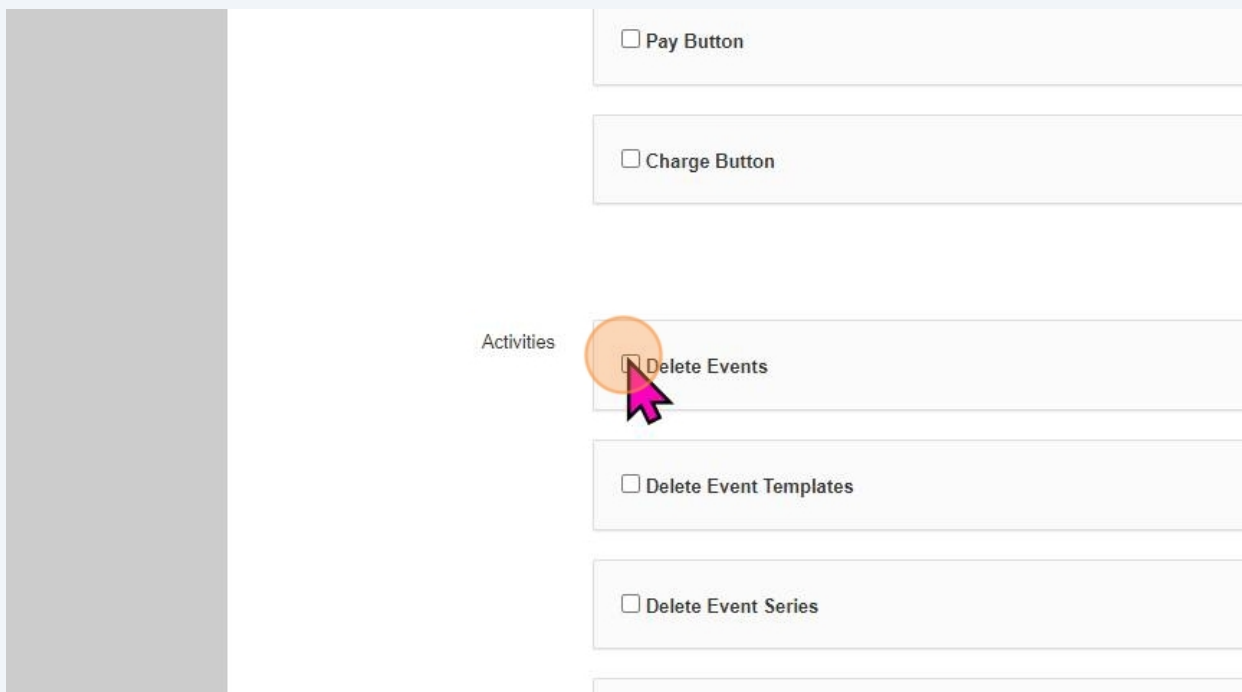 Pay Button
Charge Button
Activities
Delete Events
Delete Event Templates
Delete Event Series